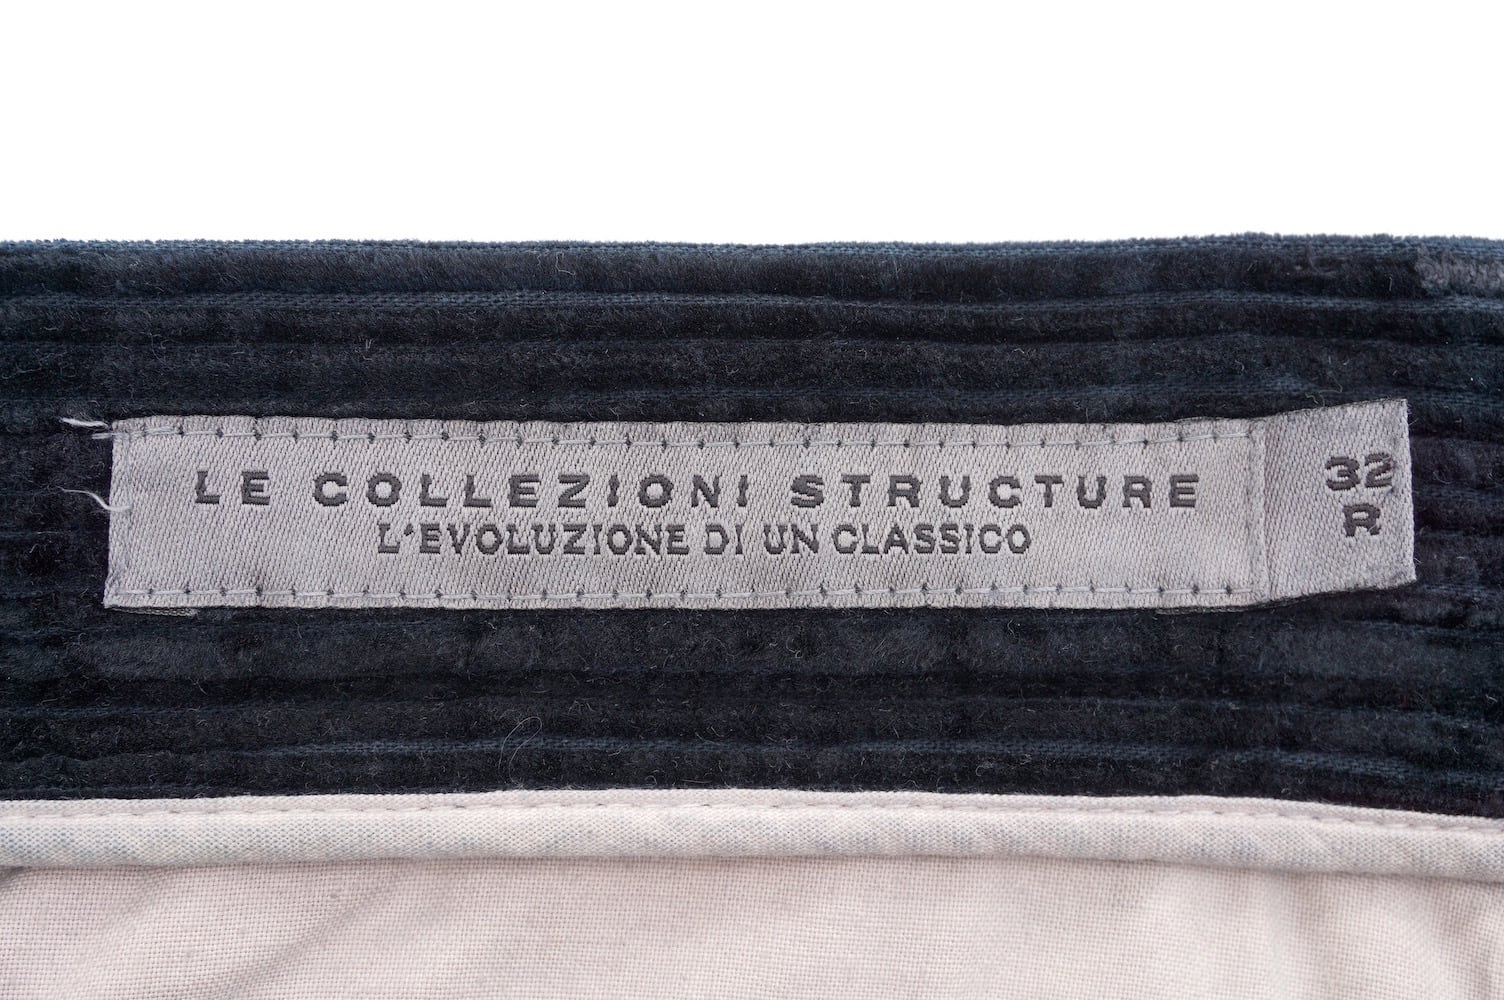 LE COLLEZIONI STRUCTURE
L'EVOLUZIONE DI UN CLASSICO
32
R